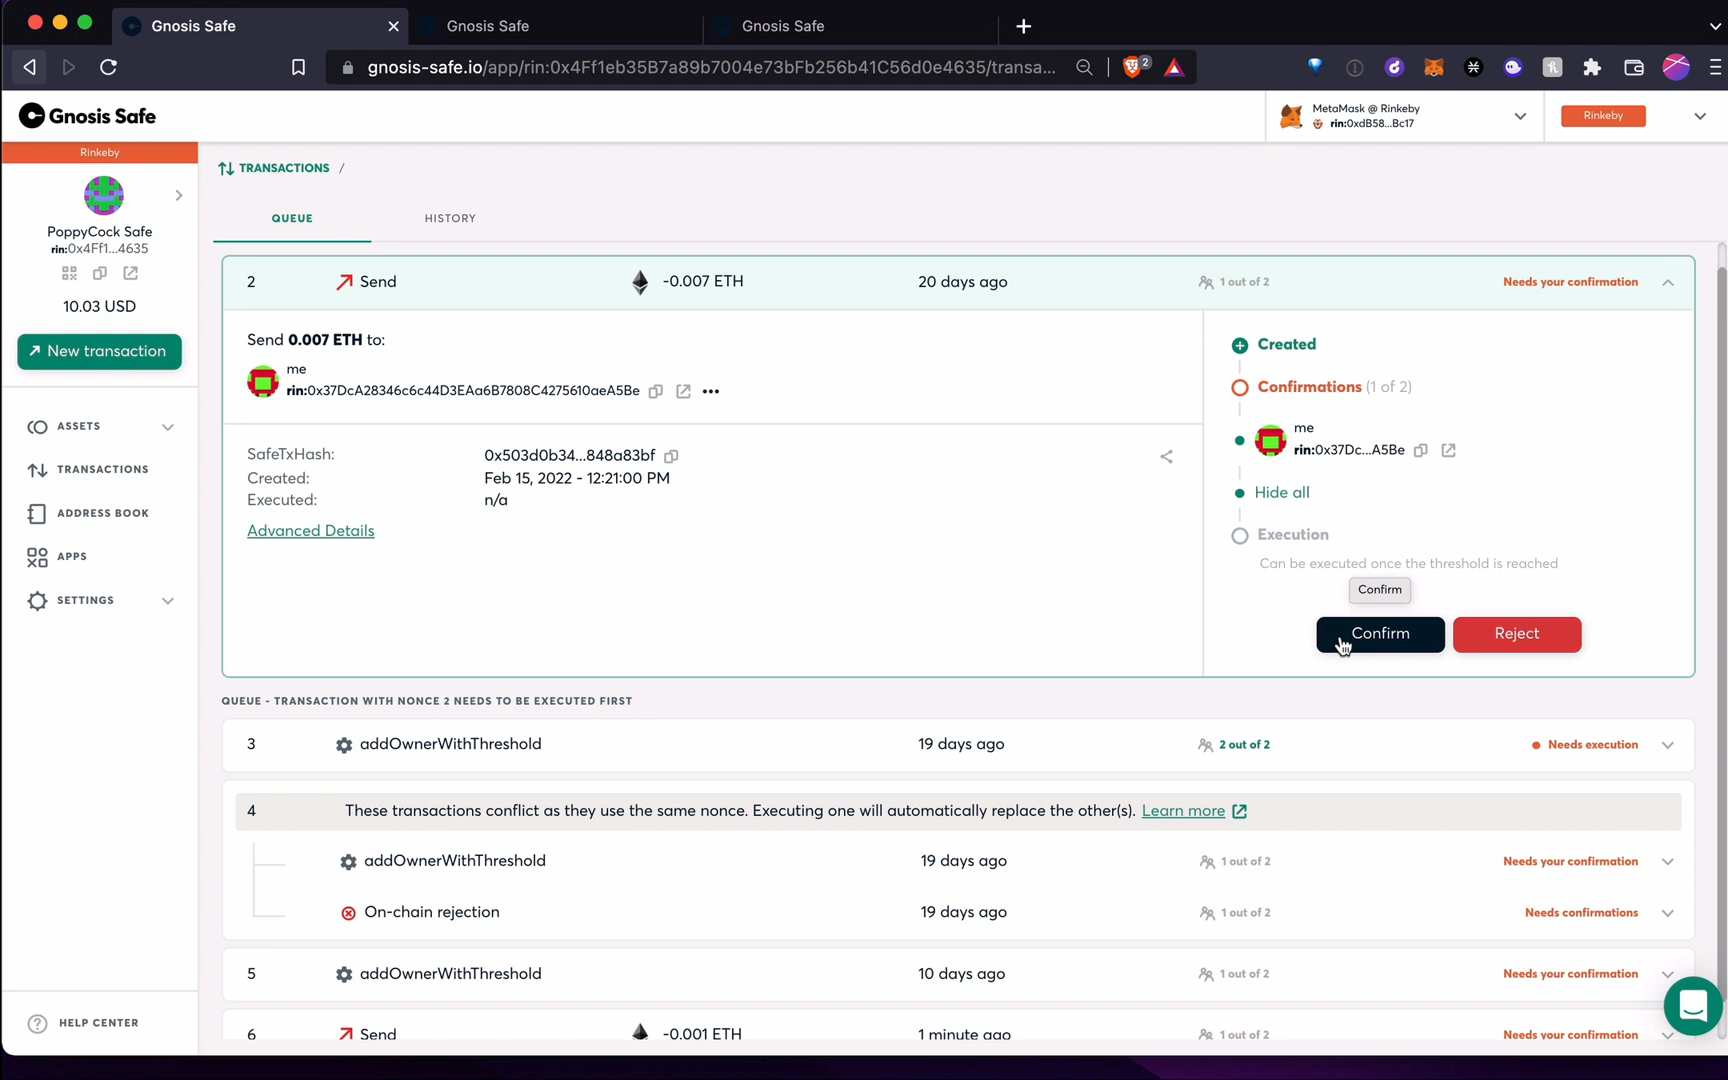 Gnosis Safe
Gnosis Safe
Gnosis Safe
gnosis-safe.io/app/rin:0x4Ff1eb35B7a89b7004e73bFb256b41C56d0e4635/transa...
2
Gnosis Safe
MetaMask @ Rinkeby
rin:0xdB58...Bc17
Rinkeby
Rinkeby
PoppyCock Safe
rin:0x4Ff1...4635
10.03 USD
New transaction
ASSETS
TRANSACTIONS
ADDRESS BOOK
APPS
SETTINGS
HELP CENTER
TRANSACTIONS /
QUEUE HISTORY
2 Send -0.007 ETH 20 days ago 1 out of 2 Needs your confirmation
Send 0.007 ETH to:
me
rin:0x37DcA28346c6c44D3EAa6B7808C4275610aeA5Be
SafeTxHash: 0x503d0b34...848a83bf
Created: Feb 15, 2022 - 12:21:00 PM
Executed: n/a
Advanced Details
Created
Confirmations (1 of 2)
me
rin:0x37Dc...A5Be
Hide all
Execution
Can be executed once the threshold is reached
Confirm
Confirm Reject
QUEUE - TRANSACTION WITH NONCE 2 NEEDS TO BE EXECUTED FIRST
3 addOwnerWithThreshold 19 days ago 2 out of 2 Needs execution
4 These transactions conflict as they use the same nonce. Executing one will automatically replace the other(s). Learn more
addOwnerWithThreshold 19 days ago 1 out of 2 Needs your confirmation
On-chain rejection 19 days ago 1 out of 2 Needs confirmations
5 addOwnerWithThreshold 10 days ago 1 out of 2 Needs your confirmation
6 Send -0.001 ETH 1 minute ago 1 out of 2 Needs your confirmation